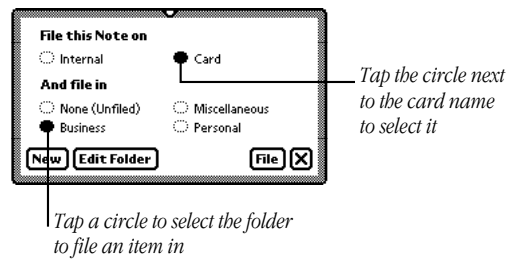 File this Note on
Internal
Card
And file in
None (Unfiled)
Miscellaneous
Business
Personal
New
Edit Folder
File
X
Tap the circle next
to the card name
to select it
Tap a circle to select the folder
to file an item in